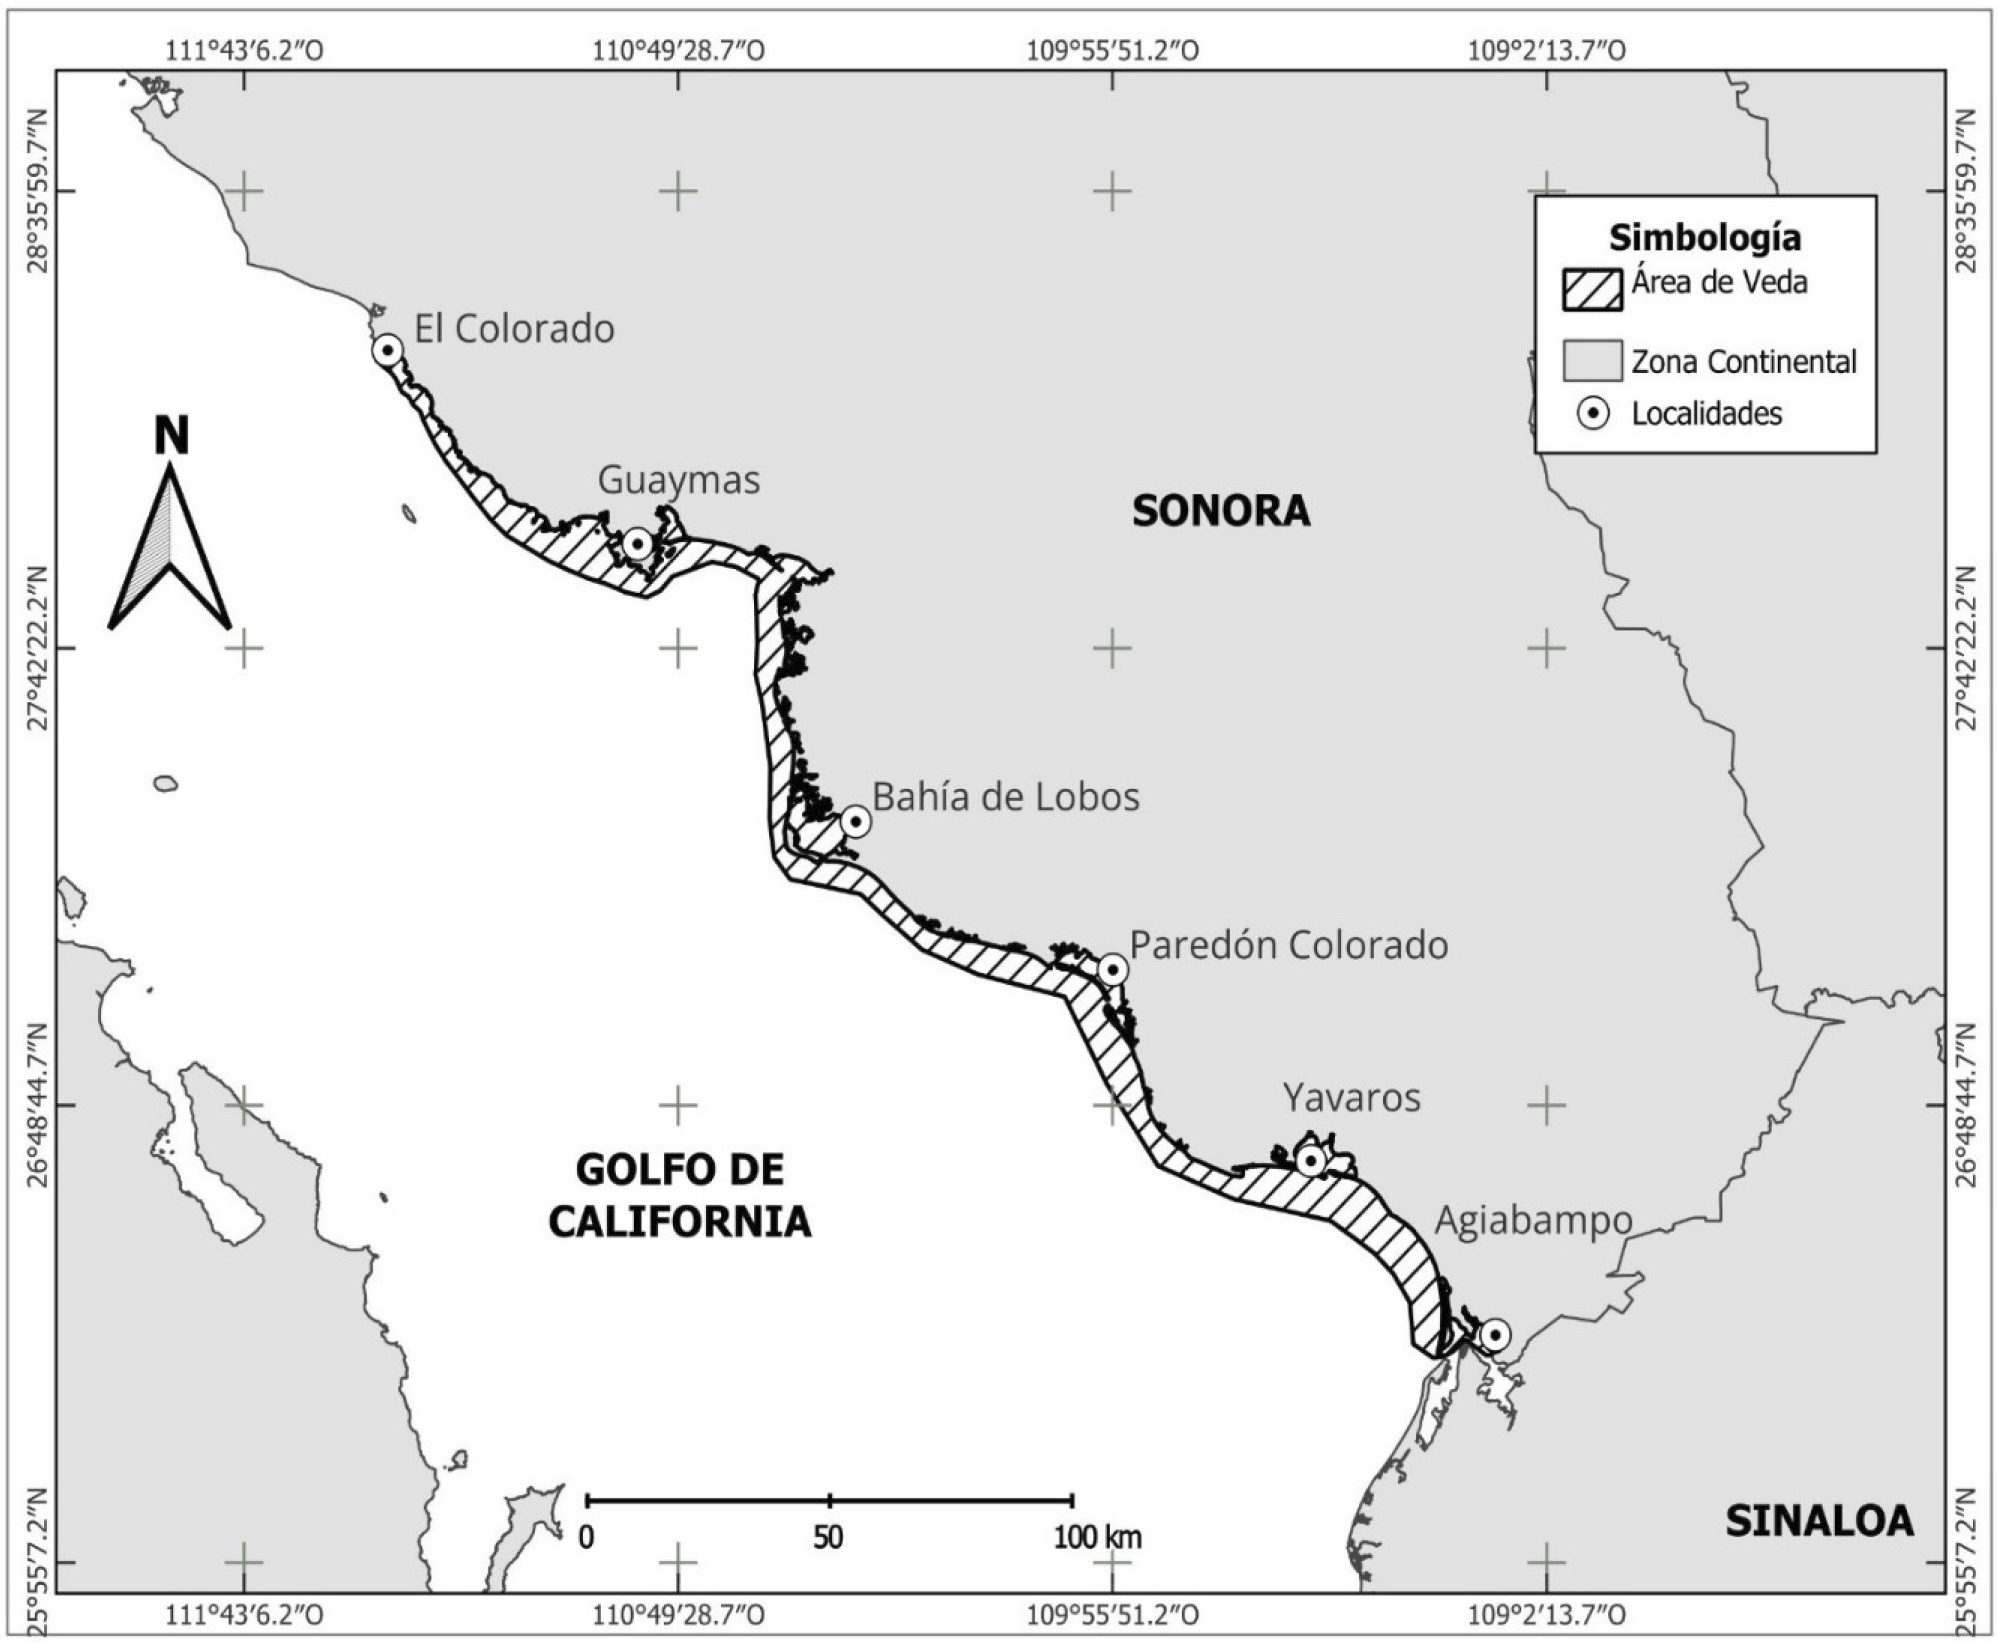 111°43′6.2″O 110°49′28.7″O 109°55′51.2″O 109°2′13.7″O
28°35′59.7″N
28°35′59.7″N
Simbología
Área de Veda
Zona Continental
Localidades
El Colorado
N
Guaymas
SONORA
27°42′22.2″N
27°42′22.2″N
Bahía de Lobos
Paredón Colorado
26°48′44.7″N
26°48′44.7″N
Yavaros
GOLFO DE
CALIFORNIA
Agiabampo
25°55′7.2″N
25°55′7.2″N
0 50 100 km
SINALOA
111°43′6.2″O 110°49′28.7″O 109°55′51.2″O 109°2′13.7″O